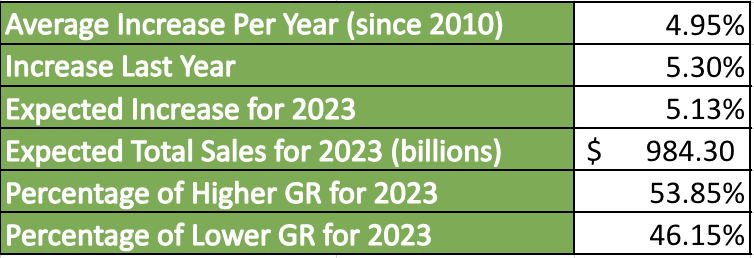 Average Increase Per Year (since 2010) 4.95%
Increase Last Year 5.30%
Expected Increase for 2023 5.13%
Expected Total Sales for 2023 (billions) $ 984.30
Percentage of Higher GR for 2023 53.85%
Percentage of Lower GR for 2023 46.15%